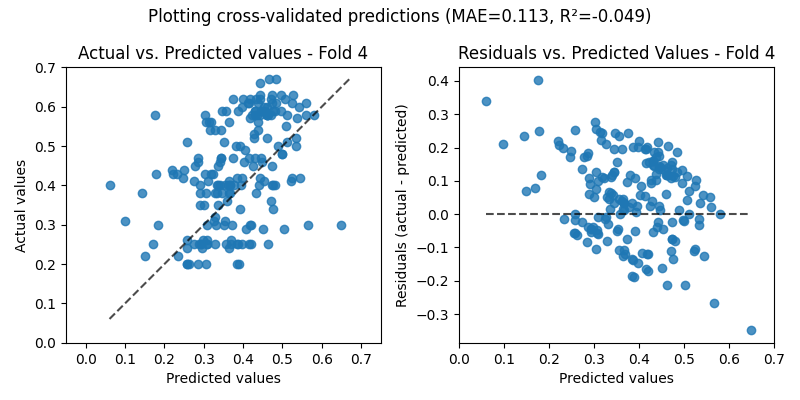 Plotting cross-validated predictions (MAE=0.113, R²=-0.049)
Actual vs. Predicted values - Fold 4
0.7
0.6
0.5
0.4
0.3
0.2
0.1
0.0
Actual values
0.0 0.1 0.2 0.3 0.4 0.5 0.6 0.7
Predicted values
Residuals vs. Predicted Values - Fold 4
0.4
0.3
0.2
0.1
0.0
−0.1
−0.2
−0.3
Residuals (actual - predicted)
0.0 0.1 0.2 0.3 0.4 0.5 0.6 0.7
Predicted values